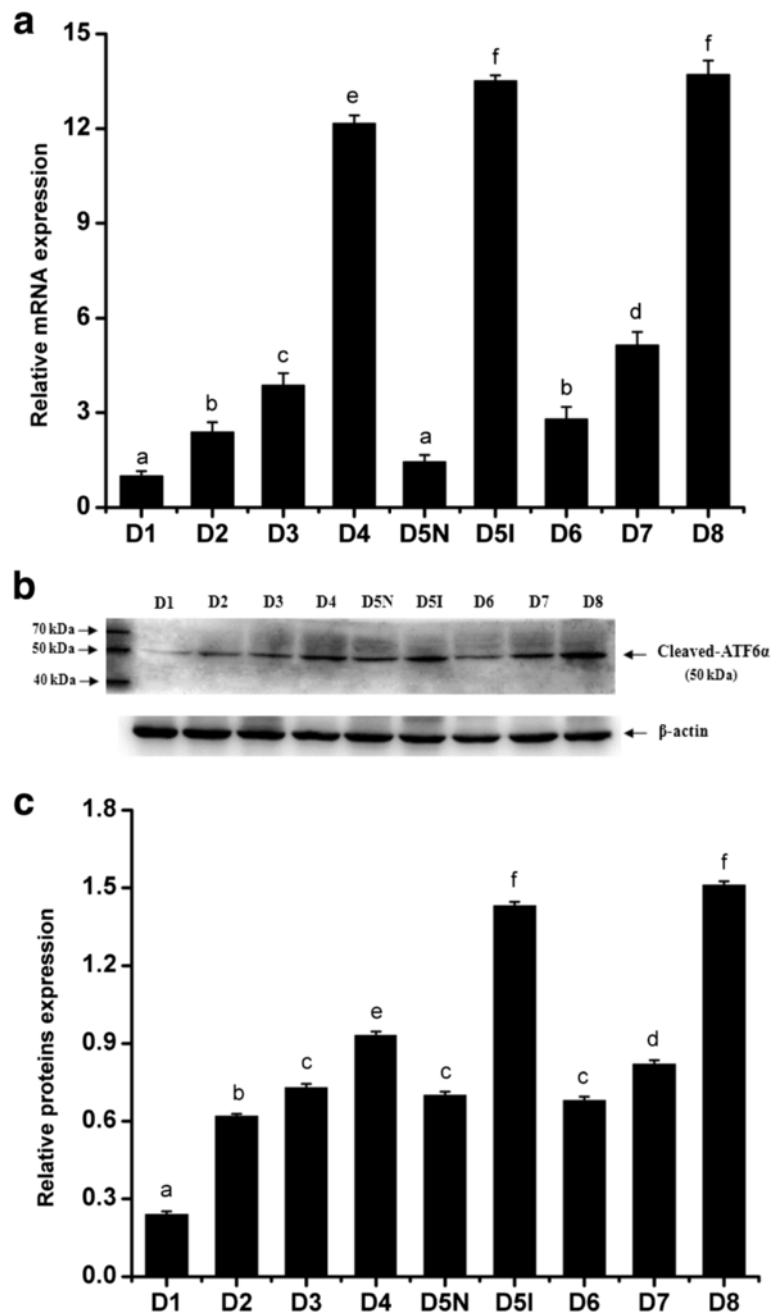 a
15
12
9
6
3
0
Relative mRNA expression
a
b
c
e
a
f
b
d
f
D1 D2 D3 D4 D5N D5I D6 D7 D8
b
D1 D2 D3 D4 D5N D5I D6 D7 D8
70 kDa →
50 kDa →
40 kDa →
← Cleaved-ATF6α
(50 kDa)
← β-actin
c
1.8
1.5
1.2
0.9
0.6
0.3
0.0
Relative proteins expression
a
b
c
e
c
f
c
d
f
D1 D2 D3 D4 D5N D5I D6 D7 D8